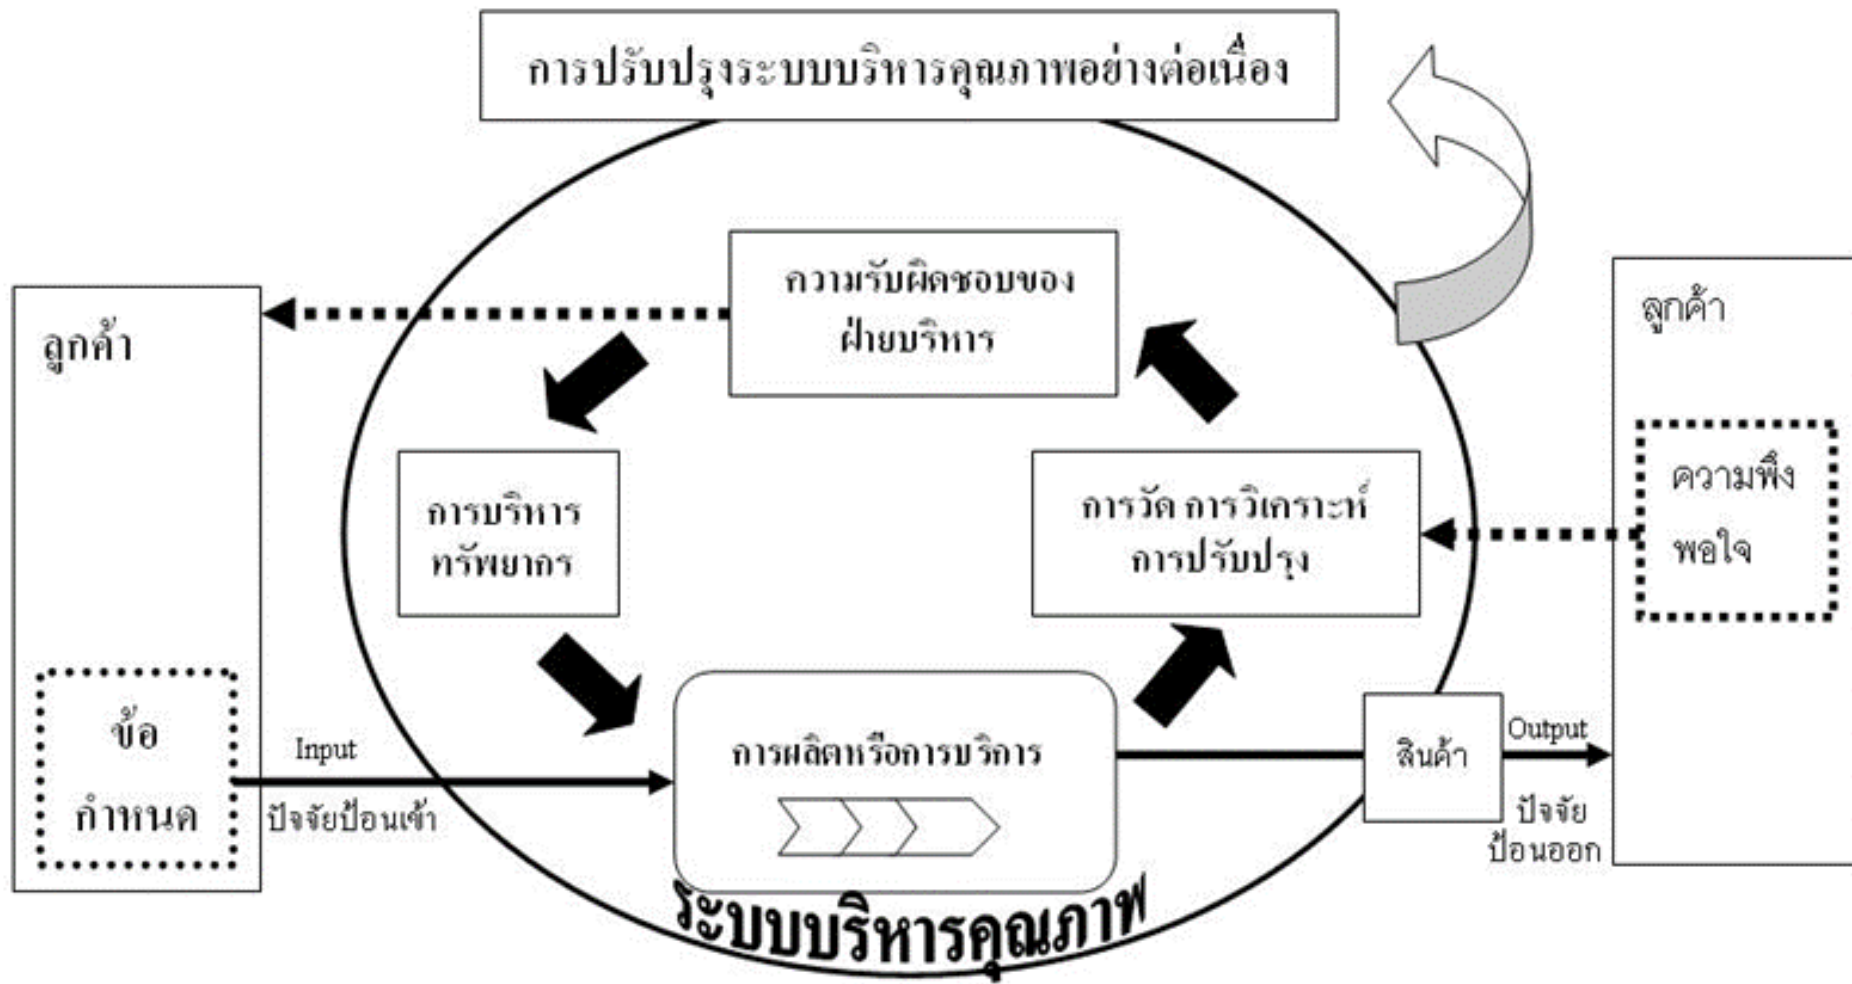 การปรับปรุงระบบบริหารคุณภาพอย่างต่อเนื่อง
ความรับผิดชอบของ
ฝ่ายบริหาร
ลูกค้า
ลูกค้า
การบริหาร
ทรัพยากร
การวัด การวิเคราะห์
การปรับปรุง
ความพึง
พอใจ
ข้อ
กำหนด
Input
ปัจจัยป้อนเข้า
การผลิตหรือการบริการ
สินค้า
Output
ปัจจัย
ป้อนออก
ระบบบริหารคุณภาพ